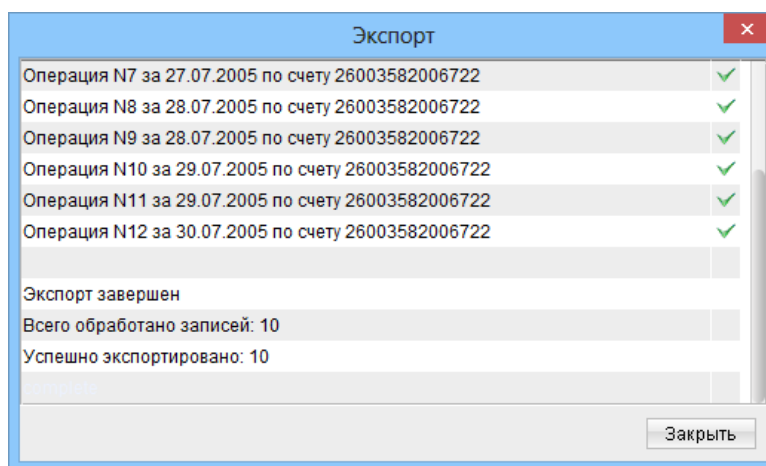 Экспорт
Операция N7 за 27.07.2005 по счету 26003582006722
Операция N8 за 28.07.2005 по счету 26003582006722
Операция N9 за 28.07.2005 по счету 26003582006722
Операция N10 за 29.07.2005 по счету 26003582006722
Операция N11 за 29.07.2005 по счету 26003582006722
Операция N12 за 30.07.2005 по счету 26003582006722
Экспорт завершен
Всего обработано записей: 10
Успешно экспортировано: 10
Закрыть